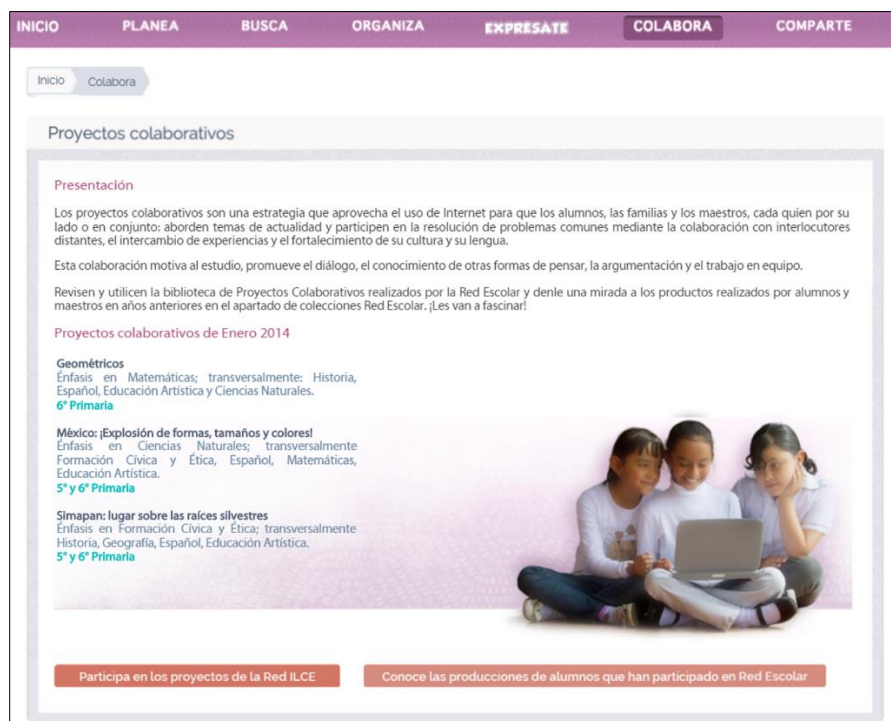 INICIO PLANEA BUSCA ORGANIZA EXPRESATE COLABORA COMPARTE
Inicio Colabora
Proyectos colaborativos
Presentación
Los proyectos colaborativos son una estrategia que aprovecha el uso de Internet para que los alumnos, las familias y los maestros, cada quien por su
lado o en conjunto: aborden temas de actualidad y participen en la resolución de problemas comunes mediante la colaboración con interlocutores
distantes, el intercambio de experiencias y el fortalecimiento de su cultura y su lengua.
Esta colaboración motiva al estudio, promueve el diálogo, el conocimiento de otras formas de pensar, la argumentación y el trabajo en equipo.
Revisen y utilicen la biblioteca de Proyectos Colaborativos realizados por la Red Escolar y denle una mirada a los productos realizados por alumnos y
maestros en años anteriores en el apartado de colecciones Red Escolar. ¡Les van a fascinar!
Proyectos colaborativos de Enero 2014
Geométricos
Énfasis en Matemáticas; transversalmente: Historia,
Español, Educación Artística y Ciencias Naturales.
6° Primaria
México: ¡Explosión de formas, tamaños y colores!
Énfasis en Ciencias Naturales; transversalmente
Formación Cívica y Ética, Español, Matemáticas,
Educación Artística.
5° y 6° Primaria
Simapan: lugar sobre las raíces silvestres
Énfasis en Formación Cívica y Ética; transversalmente
Historia, Geografía, Español, Educación Artística.
5° y 6° Primaria
Participa en los proyectos de la Red ILCE
Conoce las producciones de alumnos que han participado en Red Escolar